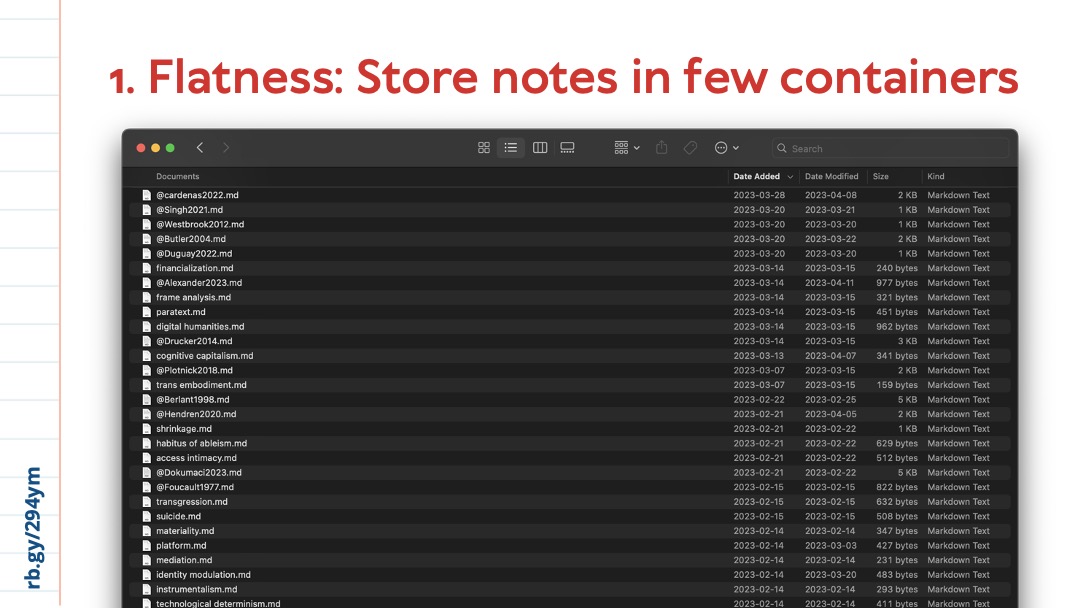 1. Flatness: Store notes in few containers
Search
Documents Date Added Date Modified Size Kind
@cardenas2022.md 2023-03-28 2023-04-08 2 KB Markdown Text
@Singh2021.md 2023-03-20 2023-03-21 1 KB Markdown Text
@Westbrook2012.md 2023-03-20 2023-03-20 1 KB Markdown Text
@Butler2004.md 2023-03-20 2023-03-22 2 KB Markdown Text
@Duguay2022.md 2023-03-20 2023-03-20 1 KB Markdown Text
financialization.md 2023-03-14 2023-03-15 240 bytes Markdown Text
@Alexander2023.md 2023-03-14 2023-04-11 977 bytes Markdown Text
frame analysis.md 2023-03-14 2023-03-15 321 bytes Markdown Text
paratext.md 2023-03-14 2023-03-15 451 bytes Markdown Text
digital humanities.md 2023-03-14 2023-03-15 962 bytes Markdown Text
@Drucker2014.md 2023-03-14 2023-03-15 3 KB Markdown Text
cognitive capitalism.md 2023-03-13 2023-04-07 341 bytes Markdown Text
@Plotnick2018.md 2023-03-07 2023-03-15 2 KB Markdown Text
trans embodiment.md 2023-03-07 2023-03-15 159 bytes Markdown Text
@Berlant1998.md 2023-02-22 2023-02-25 5 KB Markdown Text
@Hendren2020.md 2023-02-21 2023-04-05 2 KB Markdown Text
shrinkage.md 2023-02-21 2023-02-22 1 KB Markdown Text
habitus of ableism.md 2023-02-21 2023-02-22 629 bytes Markdown Text
access intimacy.md 2023-02-21 2023-02-22 512 bytes Markdown Text
@Dokumaci2023.md 2023-02-21 2023-02-22 5 KB Markdown Text
@Foucault1977.md 2023-02-15 2023-02-15 822 bytes Markdown Text
transgression.md 2023-02-15 2023-02-15 632 bytes Markdown Text
suicide.md 2023-02-15 2023-02-15 508 bytes Markdown Text
materiality.md 2023-02-14 2023-02-15 347 bytes Markdown Text
platform.md 2023-02-14 2023-03-03 427 bytes Markdown Text
mediation.md 2023-02-14 2023-02-14 231 bytes Markdown Text
identity modulation.md 2023-02-14 2023-03-20 483 bytes Markdown Text
instrumentalism.md 2023-02-14 2023-02-14 293 bytes Markdown Text
technological determinism.md 2023-02-14 2023-02-14 411 bytes Markdown Text
rb.gy/294ym